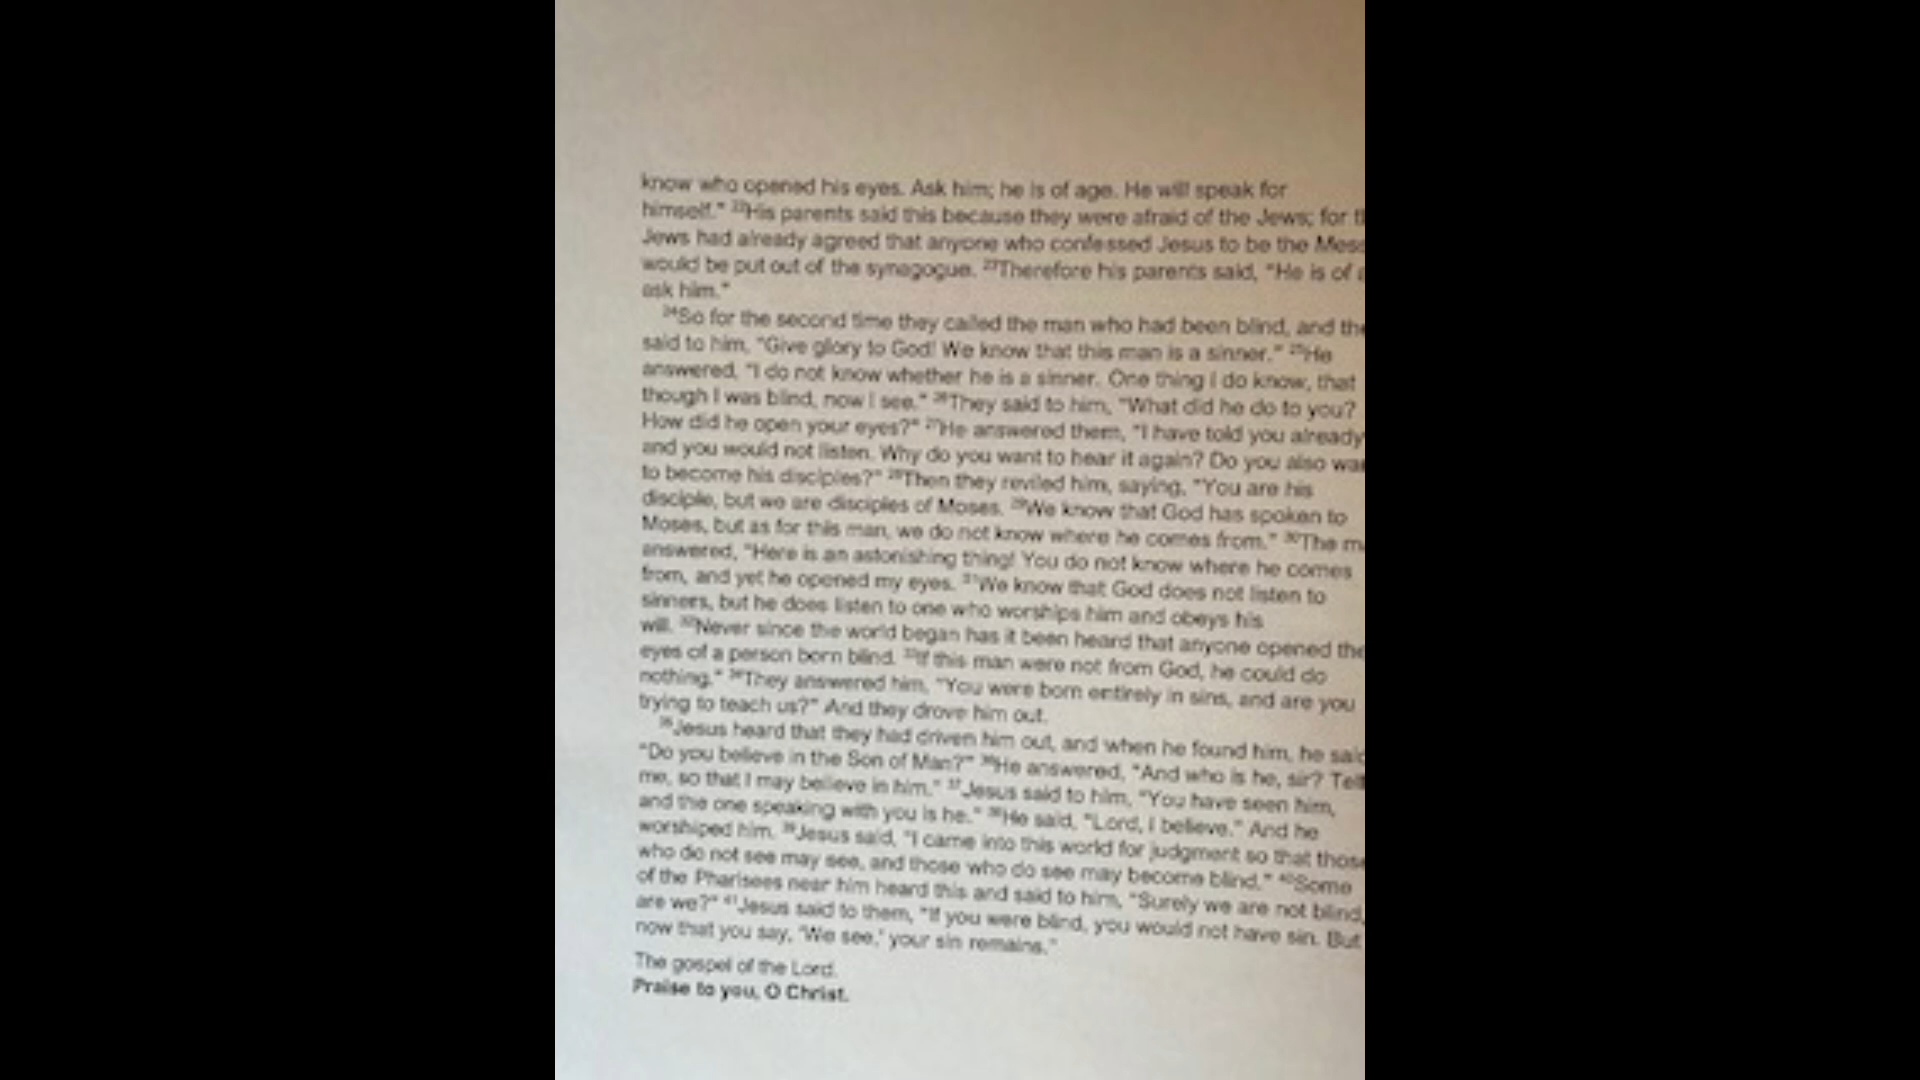 know who opened his eyes. Ask him; he is of age. He will speak for
himself." 22His parents said this because they were afraid of the Jews; for
Jews had already agreed that anyone who confessed Jesus to be the
would be put out of the synagogue. 23Therefore his parents said, "He is of
ask him."
24So for the second time they called the man who had been blind, and
said to him, "Give glory to God! We know that this man is a sinner." 25He
answered, "I do not know whether he is a sinner. One thing I do know, that
though I was blind, now I see." 26They said to him, "What did he do to you?
How did he open your eyes?" 27He answered them, "I have told you already
and you would not listen. Why do you want to hear it again? Do you also
to become his disciples?" 28Then they reviled him, saying, "You are his
disciple, but we are disciples of Moses. 29We know that God has spoken to
Moses, but as for this man, we do not know where he comes from." 30The
answered, "Here is an astonishing thing! You do not know where he comes
from, and yet he opened my eyes. 31We know that God does not listen to
sinners, but he does listen to one who worships him and obeys his
will. 32Never since the world began has it been heard that anyone opened the
eyes of a person born blind. 33If this man were not from God, he could do
nothing." 34They answered him, "You were born entirely in sins, and are you
trying to teach us?" And they drove him out.
35Jesus heard that they had driven him out, and when he found him, he
"Do you believe in the Son of Man?" 36He answered, "And who is he, sir? Tell
me, so that I may believe in him." 37Jesus said to him, "You have seen him,
and the one speaking with you is he." 38He said, "Lord, I believe." And he
worshiped him. 39Jesus said, "I came into this world for judgment so that those
who do not see may see, and those who do see may become blind." 40Some
of the Pharisees near him heard this and said to him, "Surely we are not blind,
are we?" 41Jesus said to them, "If you were blind, you would not have sin. But
now that you say, 'We see,' your sin remains."
The gospel of the Lord.
Praise to you, O Christ.